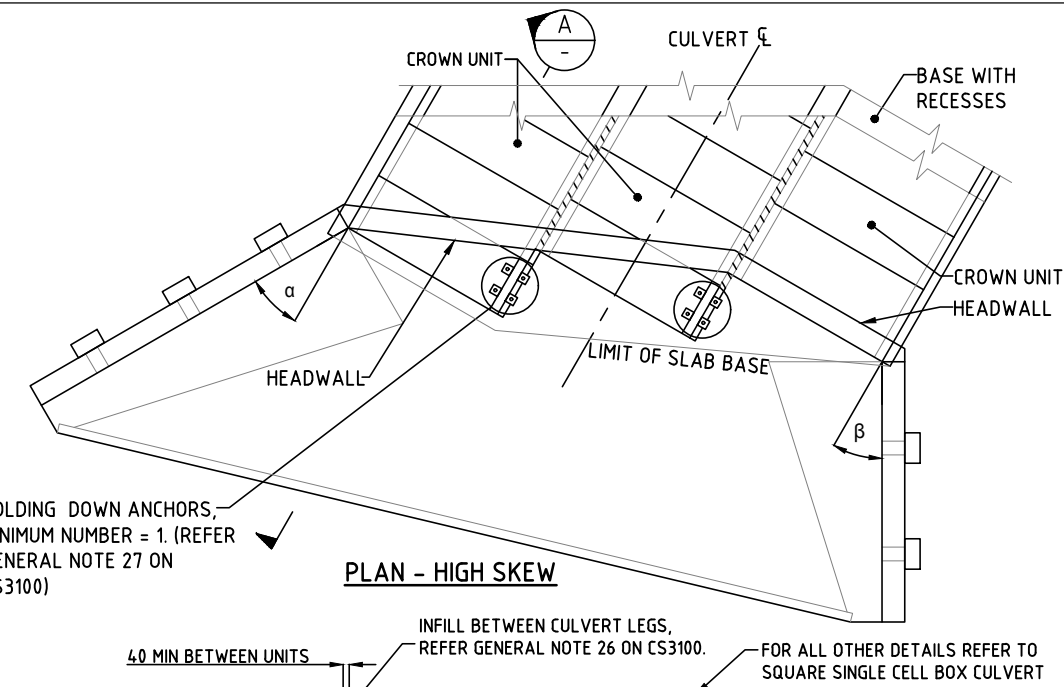 A
-
CULVERT ℄
CROWN UNIT
BASE WITH
RECESSES
α
CROWN UNIT
HEADWALL
LIMIT OF SLAB BASE
HEADWALL
β
OLDING DOWN ANCHORS,
NIMUM NUMBER = 1. (REFER
ENERAL NOTE 27 ON
S3100)
PLAN - HIGH SKEW
INFILL BETWEEN CULVERT LEGS,
REFER GENERAL NOTE 26 ON CS3100.
40 MIN BETWEEN UNITS
FOR ALL OTHER DETAILS REFER TO
SQUARE SINGLE CELL BOX CULVERT